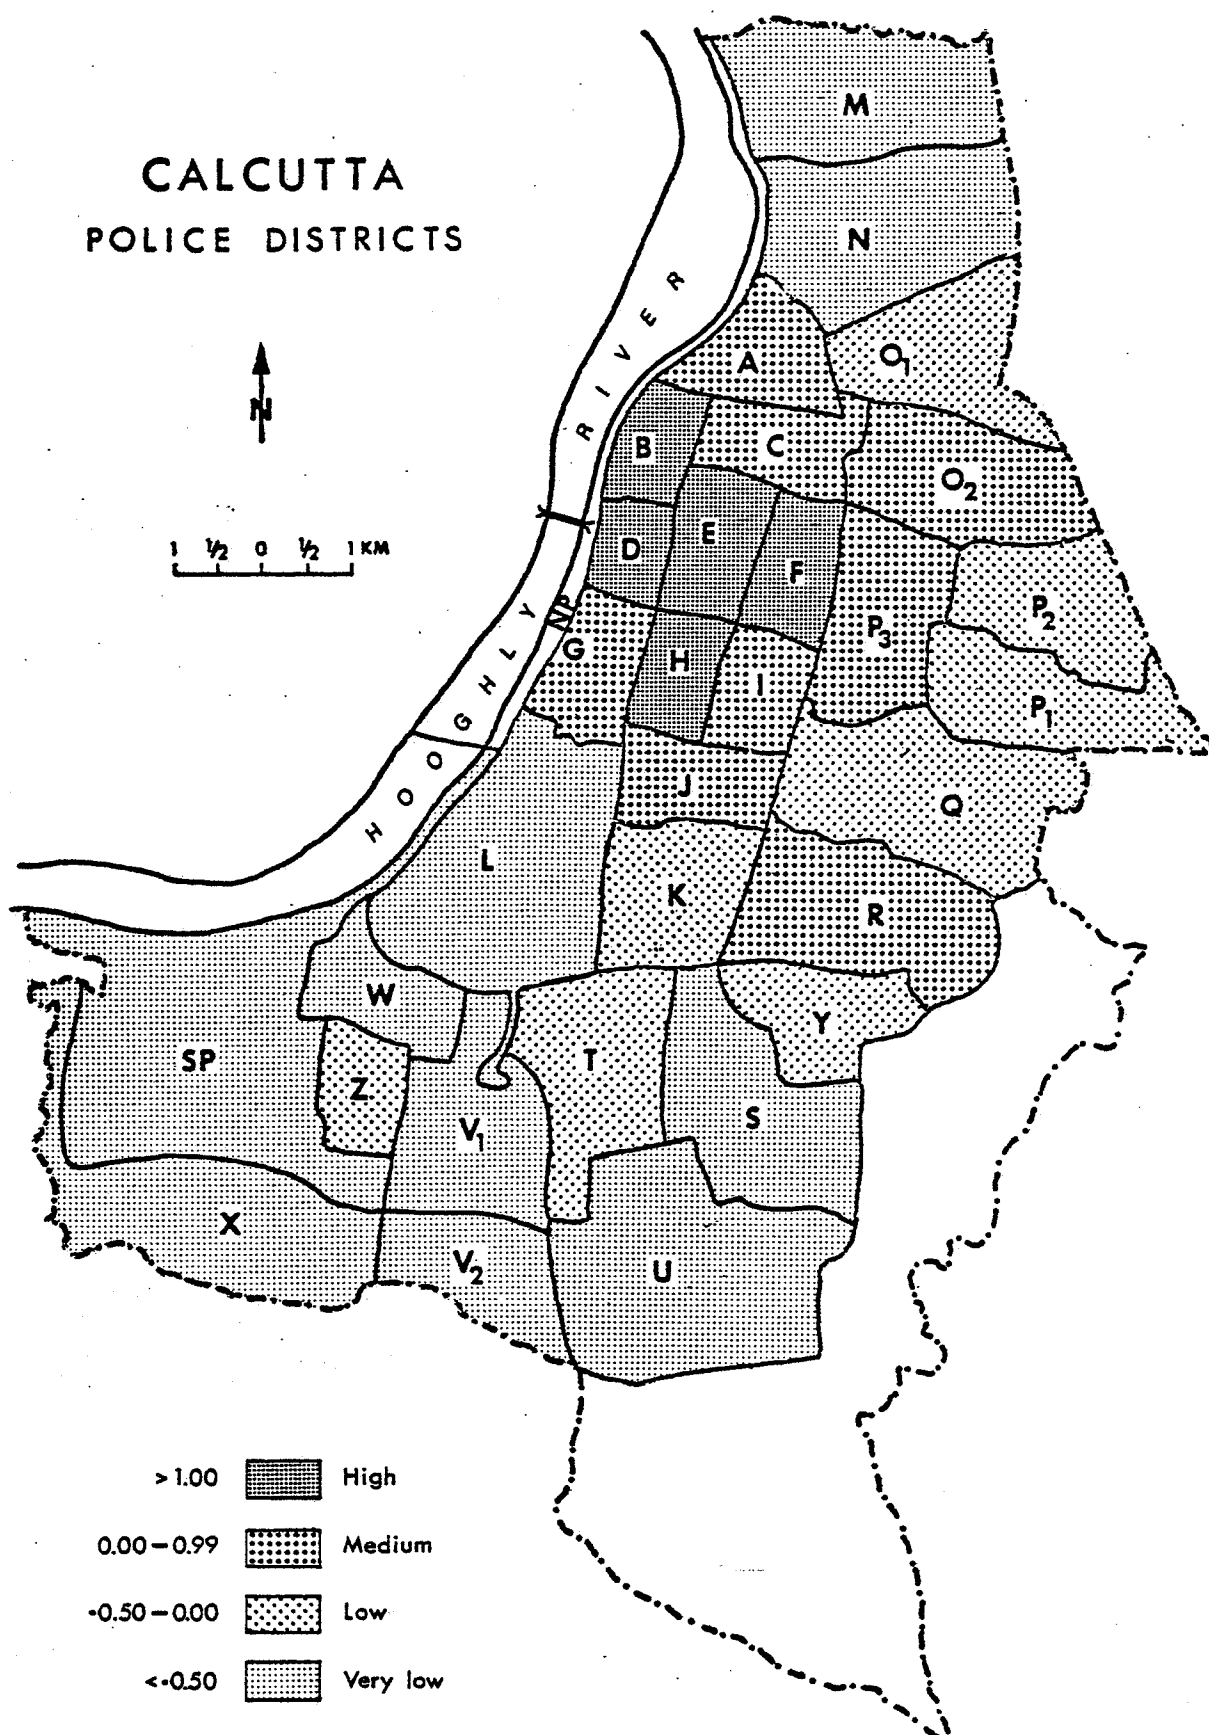 CALCUTTA
POLICE DISTRICTS
N
1 ½ 0 ½ 1 KM
HOOGHLY RIVER
M
N
O1
A
B
C
O2
D
E
F
NP
G
H
I
P3
P2
P1
J
Q
L
K
R
W
SP
Z
T
Y
V1
S
X
V2
U
>1.00 High
0.00-0.99 Medium
-0.50-0.00 Low
<-0.50 Very low